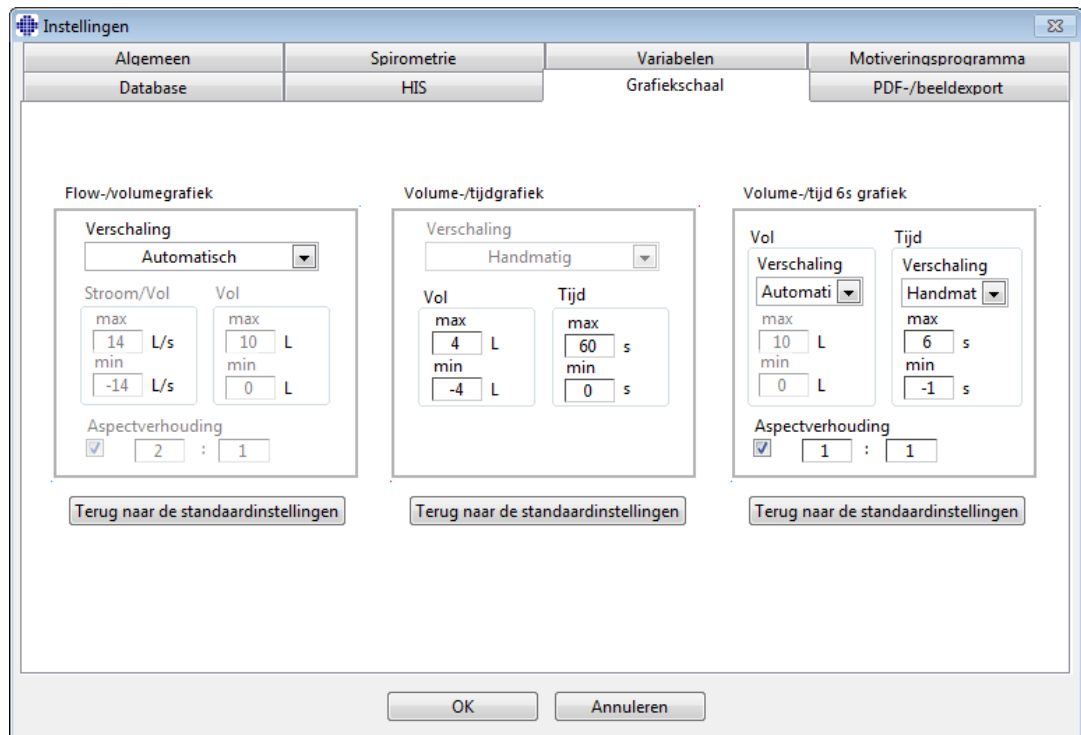 Instellingen
Algemeen Spirometrie Variabelen Motiveringsprogramma
Database HIS Grafiekschaal PDF-/beeldexport
Flow-/volumegrafiek
Verschaling
Automatisch
Stroom/Vol Vol
max max
14 L/s 10 L
min min
-14 L/s 0 L
Aspectverhouding
2 : 1
Terug naar de standaardinstellingen
Volume-/tijdgrafiek
Verschaling
Handmatig
Vol Tijd
max max
4 L 60 s
min min
-4 L 0 s
Terug naar de standaardinstellingen
Volume-/tijd 6s grafiek
Vol Tijd
Verschaling Verschaling
Automati Handmat
max max
10 L 6 s
min min
0 L -1 s
Aspectverhouding
1 : 1
Terug naar de standaardinstellingen
OK Annuleren